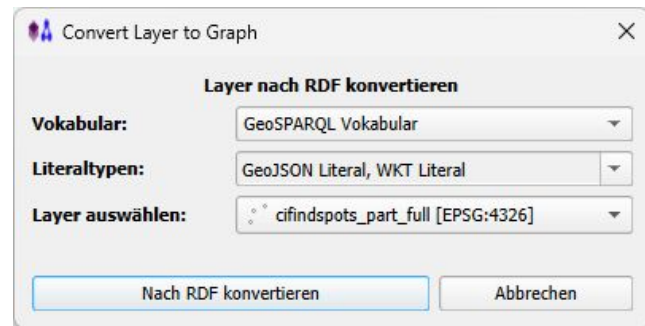 Convert Layer to Graph
Layer nach RDF konvertieren
Vokabular: GeoSPARQL Vokabular
Literaltypen: GeoJSON Literal, WKT Literal
Layer auswählen: cifindspots_part_full [EPSG:4326]
Nach RDF konvertieren Abbrechen